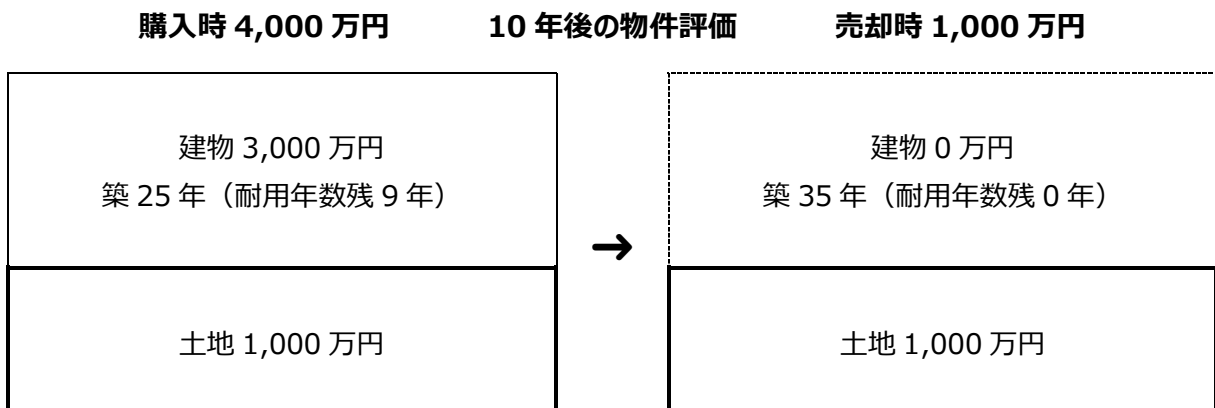 購入時 4,000 万円 10 年後の物件評価 売却時 1,000 万円
建物 3,000 万円
築 25 年（耐用年数残 9 年）
土地 1,000 万円
→
建物 0 万円
築 35 年（耐用年数残 0 年）
土地 1,000 万円